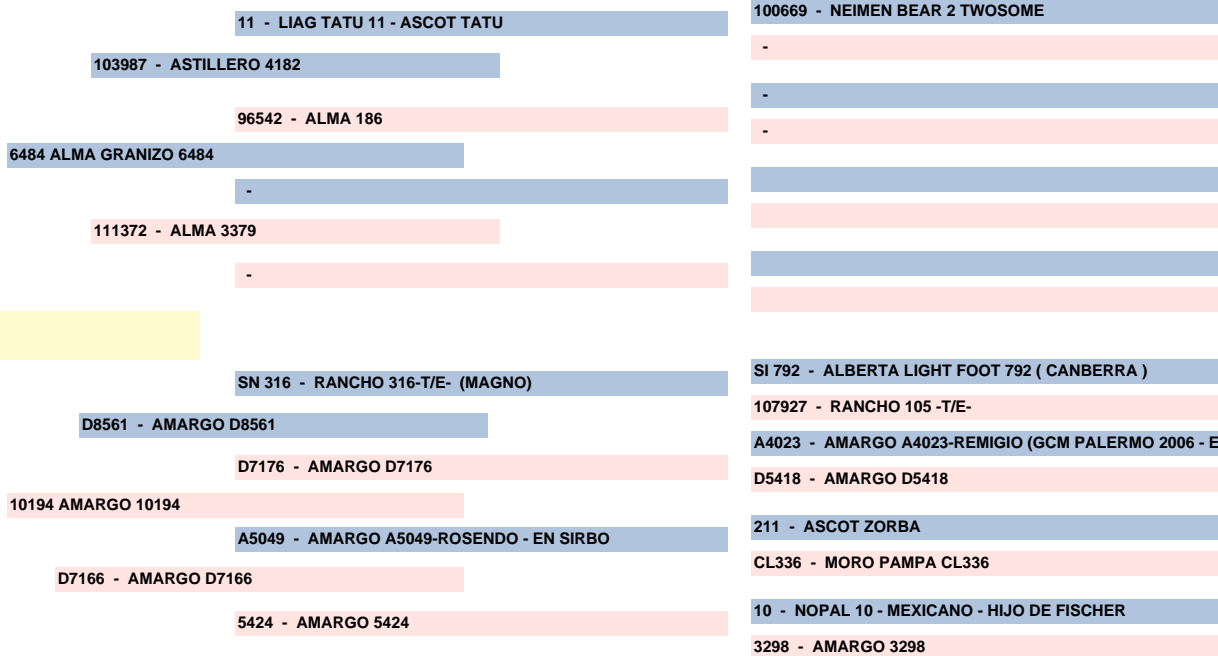 11 - LIAG TATU 11 - ASCOT TATU
100669 - NEIMEN BEAR 2 TWOSOME
-
103987 - ASTILLERO 4182
-
96542 - ALMA 186
-
6484 ALMA GRANIZO 6484
-
111372 - ALMA 3379
-
SN 316 - RANCHO 316-T/E- (MAGNO)
SI 792 - ALBERTA LIGHT FOOT 792 ( CANBERRA )
107927 - RANCHO 105 -T/E-
D8561 - AMARGO D8561
A4023 - AMARGO A4023-REMIGIO (GCM PALERMO 2006 - E
D7176 - AMARGO D7176
D5418 - AMARGO D5418
10194 AMARGO 10194
A5049 - AMARGO A5049-ROSENDO - EN SIRBO
211 - ASCOT ZORBA
CL336 - MORO PAMPA CL336
D7166 - AMARGO D7166
10 - NOPAL 10 - MEXICANO - HIJO DE FISCHER
5424 - AMARGO 5424
3298 - AMARGO 3298